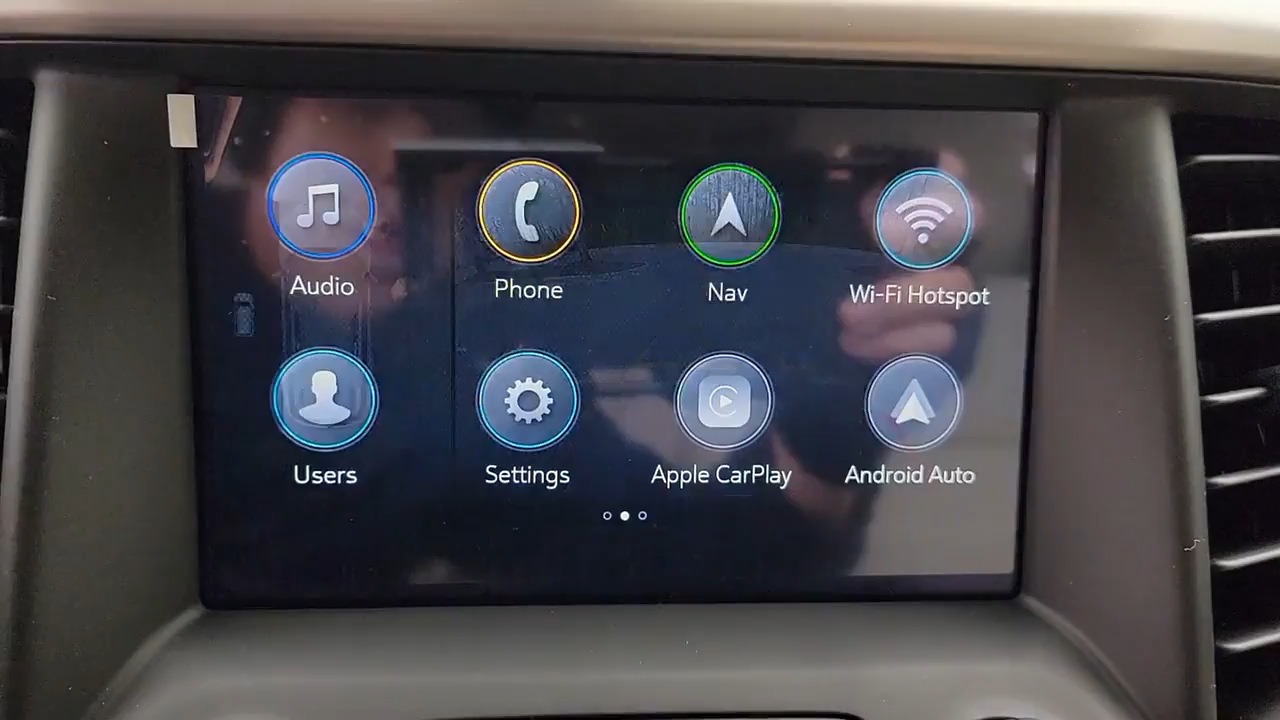 Audio
Phone
Nav
Wi-Fi Hotspot
Users
Settings
Apple CarPlay
Android Auto